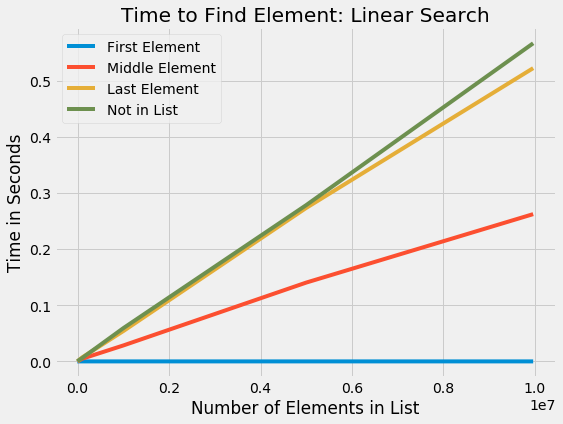 Time to Find Element: Linear Search
First Element
Middle Element
Last Element
Not in List
Time in Seconds
0.5
0.4
0.3
0.2
0.1
0.0
0.0 0.2 0.4 0.6 0.8 1.0
1e7
Number of Elements in List